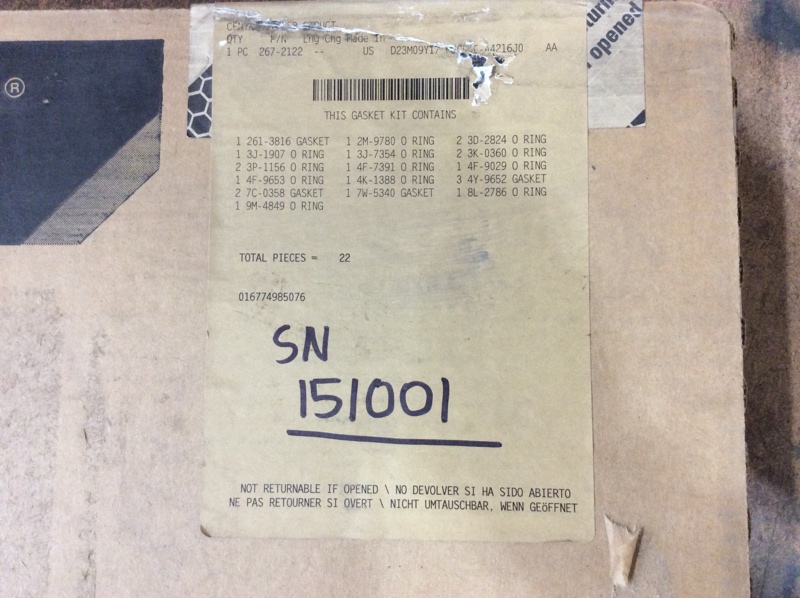 ®
QTY P/N Lng Chg Made In
1 PC 267-2122 -- US D23M09Y17 A4216J0 AA
opened
THIS GASKET KIT CONTAINS
1 261-3816 GASKET 1 2M-9780 O RING 2 3D-2824 O RING
1 3J-1907 O RING 1 3J-7354 O RING 2 3K-0360 O RING
2 3P-1156 O RING 1 4F-7391 O RING 1 4F-9029 O RING
1 4F-9653 O RING 1 4K-1388 O RING 3 4Y-9652 GASKET
2 7C-0358 GASKET 1 7W-5340 GASKET 1 8L-2786 O RING
1 9M-4849 O RING
TOTAL PIECES = 22
016774985076
SN
151001
NOT RETURNABLE IF OPENED \ NO DEVOLVER SI HA SIDO ABIERTO
NE PAS RETOURNER SI OVERT \ NICHT UMTAUSCHBAR, WENN GEÖFFNET